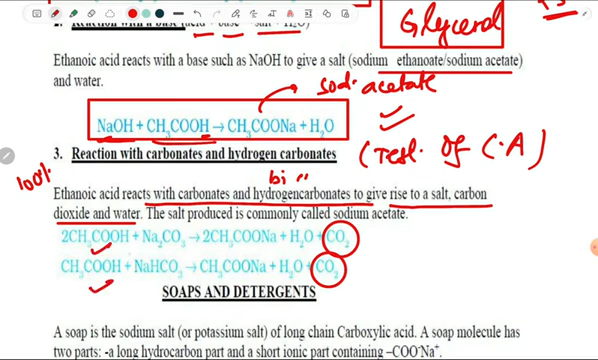 2. Reaction with a base (acid + base → salt + H₂O)
Glycerol
Ethanoic acid reacts with a base such as NaOH to give a salt (sodium ethanoate/sodium acetate)
and water.
sod. acetate
NaOH + CH₃COOH → CH₃COONa + H₂O
3. Reaction with carbonates and hydrogen carbonates
(Test. Of C.A)
100%
bi "
Ethanoic acid reacts with carbonates and hydrogencarbonates to give rise to a salt, carbon
dioxide and water. The salt produced is commonly called sodium acetate.
2CH₃COOH + Na₂CO₃ → 2CH₃COONa + H₂O + CO₂
CH₃COOH + NaHCO₃ → CH₃COONa + H₂O + CO₂
SOAPS AND DETERGENTS
A soap is the sodium salt (or potassium salt) of long chain Carboxylic acid. A soap molecule has
two parts: -a long hydrocarbon part and a short ionic part containing –COO⁻Na⁺.